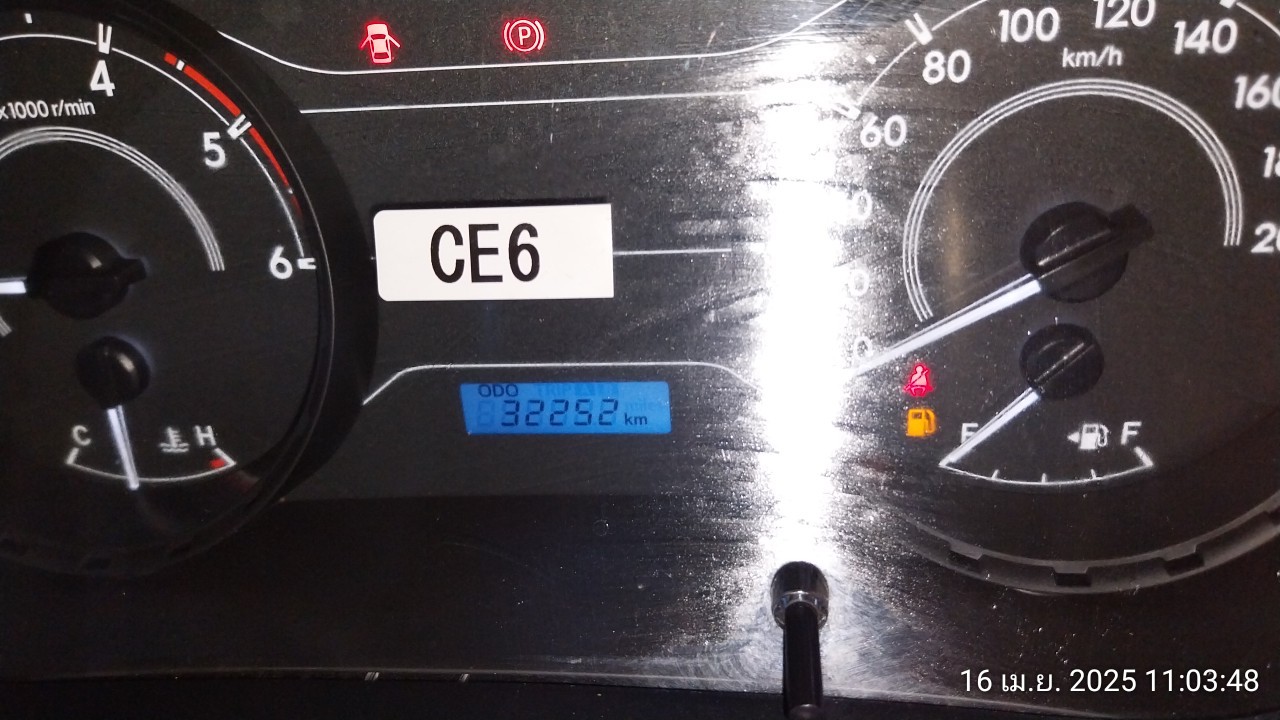 4
x1000 r/min
5
6
C
H
P
CE6
ODO
32252 km
60
80
100
120
140
km/h
F
16 เม.ย. 2025 11:03:48